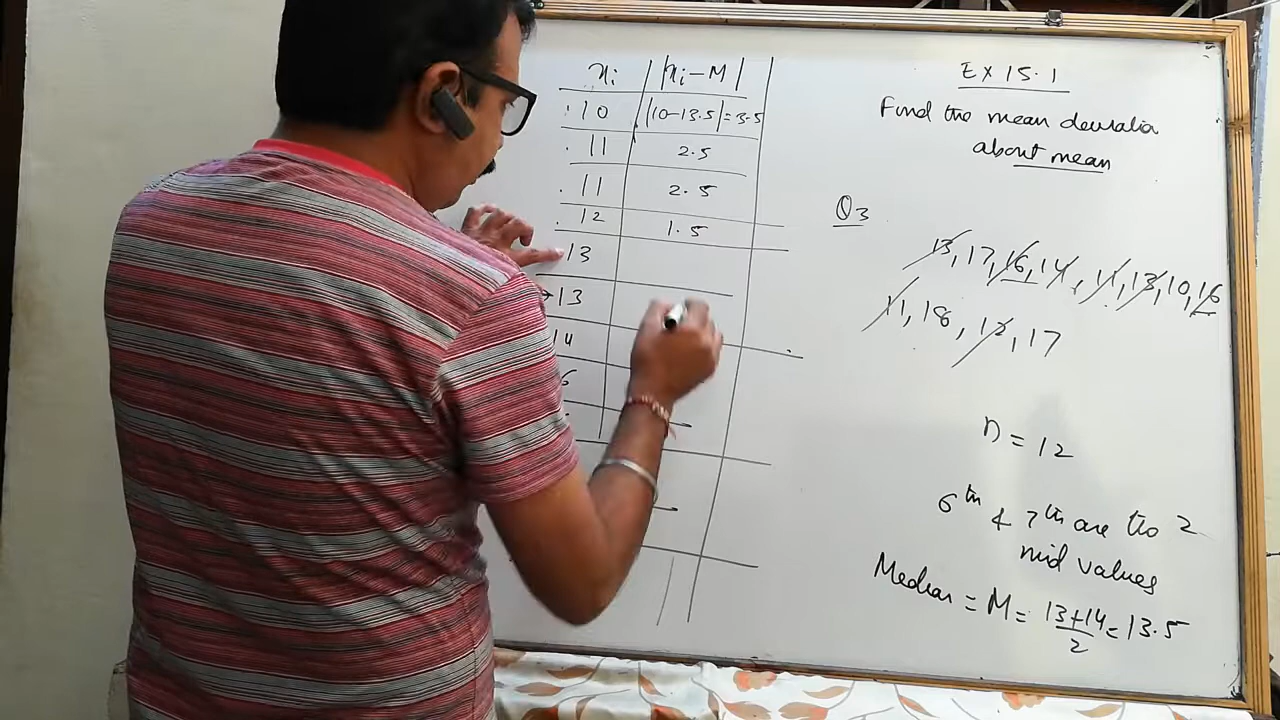 xi |xi-M|
10 |10-13.5|=3.5
11 2.5
11 2.5
12 1.5
13
13
14
6
EX 15.1
Find the mean deviation
about mean
Q3
13, 17, 16, 14, 11, 13, 10, 16
11, 18, 12, 17
n = 12
6th & 7th are the 2
mid values
Median = M = 13+14/2 = 13.5